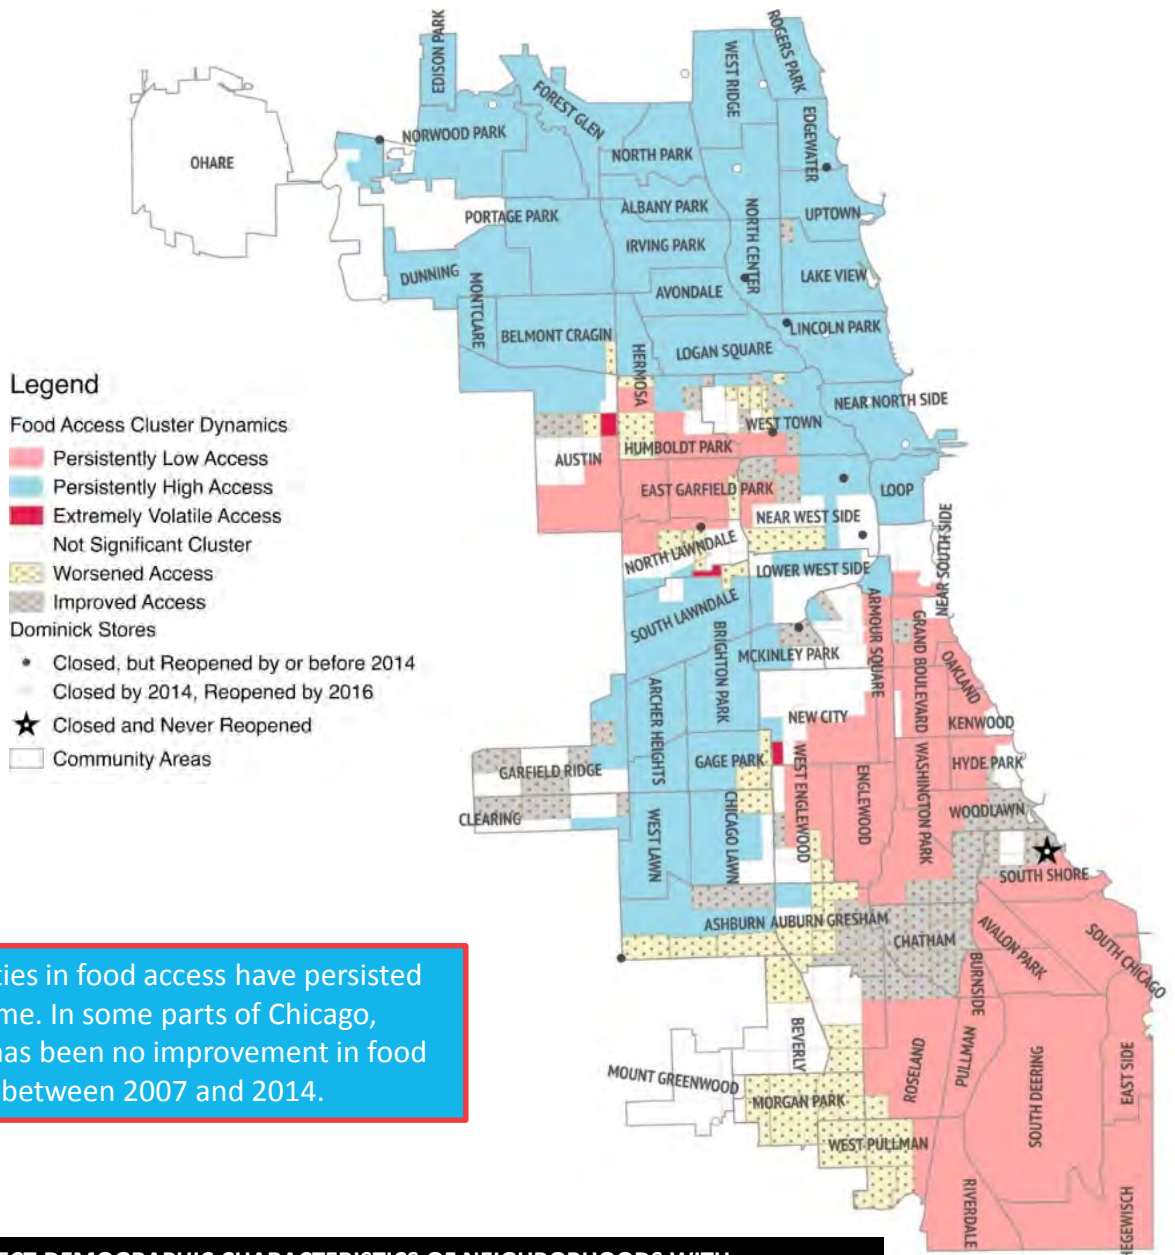 EDISON PARK
ROGERS PARK
WEST RIDGE
FOREST GLEN
EDGEWATER
NORWOOD PARK
OHARE
NORTH PARK
PORTAGE PARK
ALBANY PARK
NORTH CENTER
UPTOWN
IRVING PARK
DUNNING
LAKE VIEW
MONTCLARE
AVONDALE
BELMONT CRAGIN
LINCOLN PARK
HERMOSA
LOGAN SQUARE
NEAR NORTH SIDE
WEST TOWN
HUMBOLDT PARK
AUSTIN
EAST GARFIELD PARK
LOOP
NEAR WEST SIDE
NORTH LAWNDALE
NEAR SOUTH SIDE
LOWER WEST SIDE
SOUTH LAWNDALE
ARMOUR SQUARE
BRIGHTON PARK
MCKINLEY PARK
GRAND BOULEVARD
OAKLAND
ARCHER HEIGHTS
NEW CITY
KENWOOD
GAGE PARK
WEST ENGLEWOOD
ENGLEWOOD
WASHINGTON PARK
HYDE PARK
GARFIELD RIDGE
CLEARING
WEST LAWN
CHICAGO LAWN
WOODLAWN
SOUTH SHORE
ASHBURN
AUBURN GRESHAM
CHATHAM
AVALON PARK
SOUTH CHICAGO
BURNSIDE
BEVERLY
MOUNT GREENWOOD
MORGAN PARK
ROSELAND
PULLMAN
SOUTH DEERING
EAST SIDE
WEST PULLMAN
RIVERDALE
HEGEWISCH
Legend
Food Access Cluster Dynamics
Persistently Low Access
Persistently High Access
Extremely Volatile Access
Not Significant Cluster
Worsened Access
Improved Access
Dominick Stores
Closed, but Reopened by or before 2014
Closed by 2014, Reopened by 2016
Closed and Never Reopened
Community Areas
ties in food access have persisted
me. In some parts of Chicago,
has been no improvement in food
between 2007 and 2014.
DEMOGRAPHIC CHARACTERISTICS OF NEIGHBORHOODS WITH